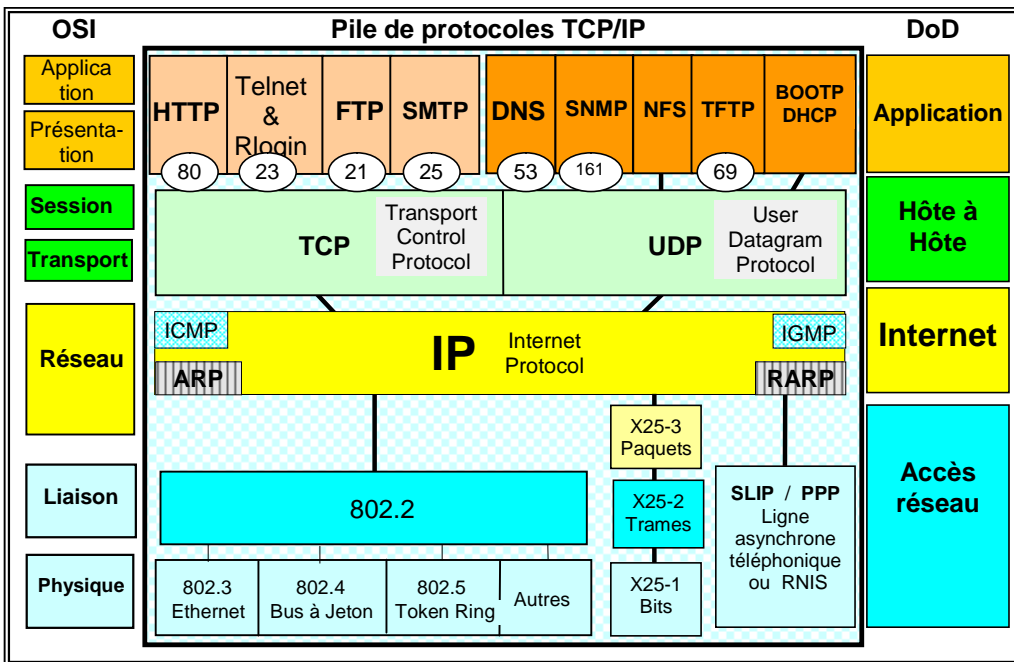 OSI
Pile de protocoles TCP/IP
DoD
Applica
tion
Présenta-
tion
Session
Transport
Réseau
Liaison
Physique
HTTP
Telnet
&
Rlogin
FTP
SMTP
DNS
SNMP
NFS
TFTP
BOOTP
DHCP
80
23
21
25
53
161
69
TCP
Transport
Control
Protocol
UDP
User
Datagram
Protocol
ICMP
ARP
IP
Internet
Protocol
IGMP
RARP
X25-3
Paquets
802.2
X25-2
Trames
SLIP / PPP
Ligne
asynchrone
téléphonique
ou RNIS
802.3
Ethernet
802.4
Bus à Jeton
802.5
Token Ring
Autres
X25-1
Bits
Application
Hôte à
Hôte
Internet
Accès
réseau